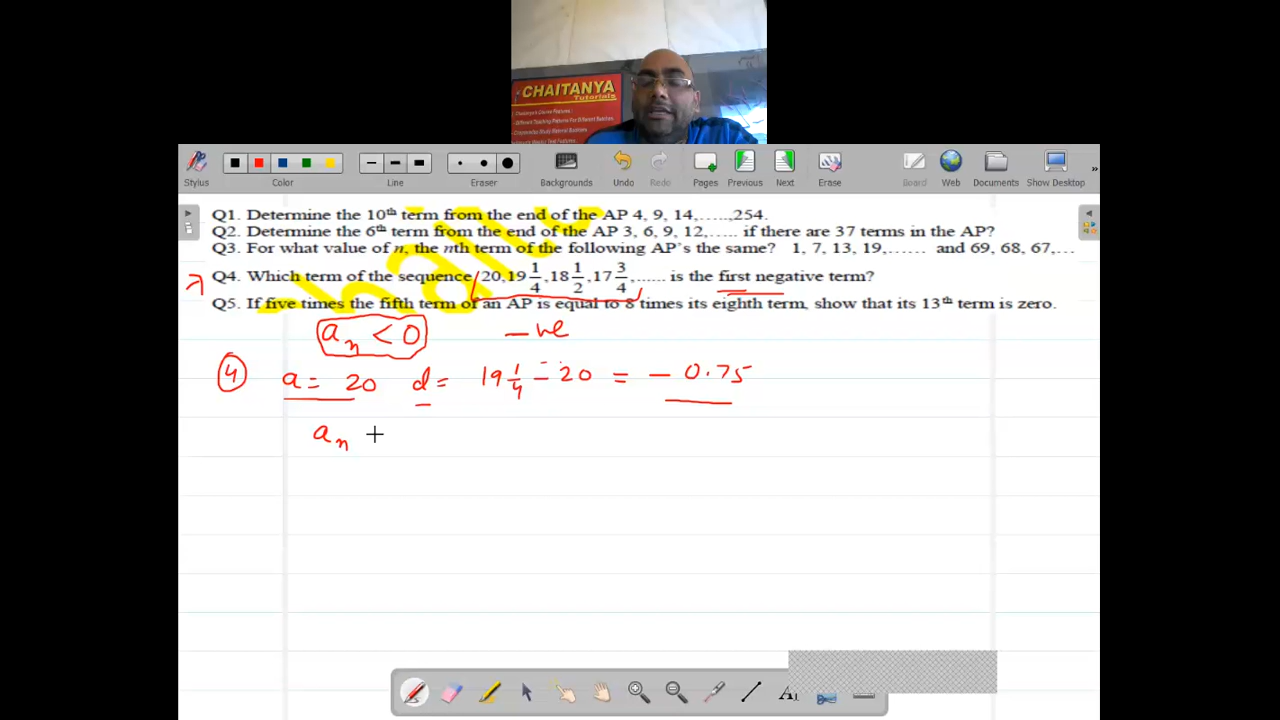 CHAITANYA
Tutorials
Stylus Color Line Eraser Backgrounds Undo Redo Pages Previous Next Erase Board Web Documents Show Desktop »
Q1. Determine the 10th term from the end of the AP 4, 9, 14,…..,254.
Q2. Determine the 6th term from the end of the AP 3, 6, 9, 12,….. if there are 37 terms in the AP?
Q3. For what value of n, the nth term of the following AP's the same? 1, 7, 13, 19,…… and 69, 68, 67,….
Q4. Which term of the sequence 20, 19 1/4, 18 1/2, 17 3/4, ...... is the first negative term?
Q5. If five times the fifth term of an AP is equal to 8 times its eighth term, show that its 13th term is zero.
aₙ < 0 –ve
4 a = 20 d = 19 1/4 – 20 = – 0.75
aₙ